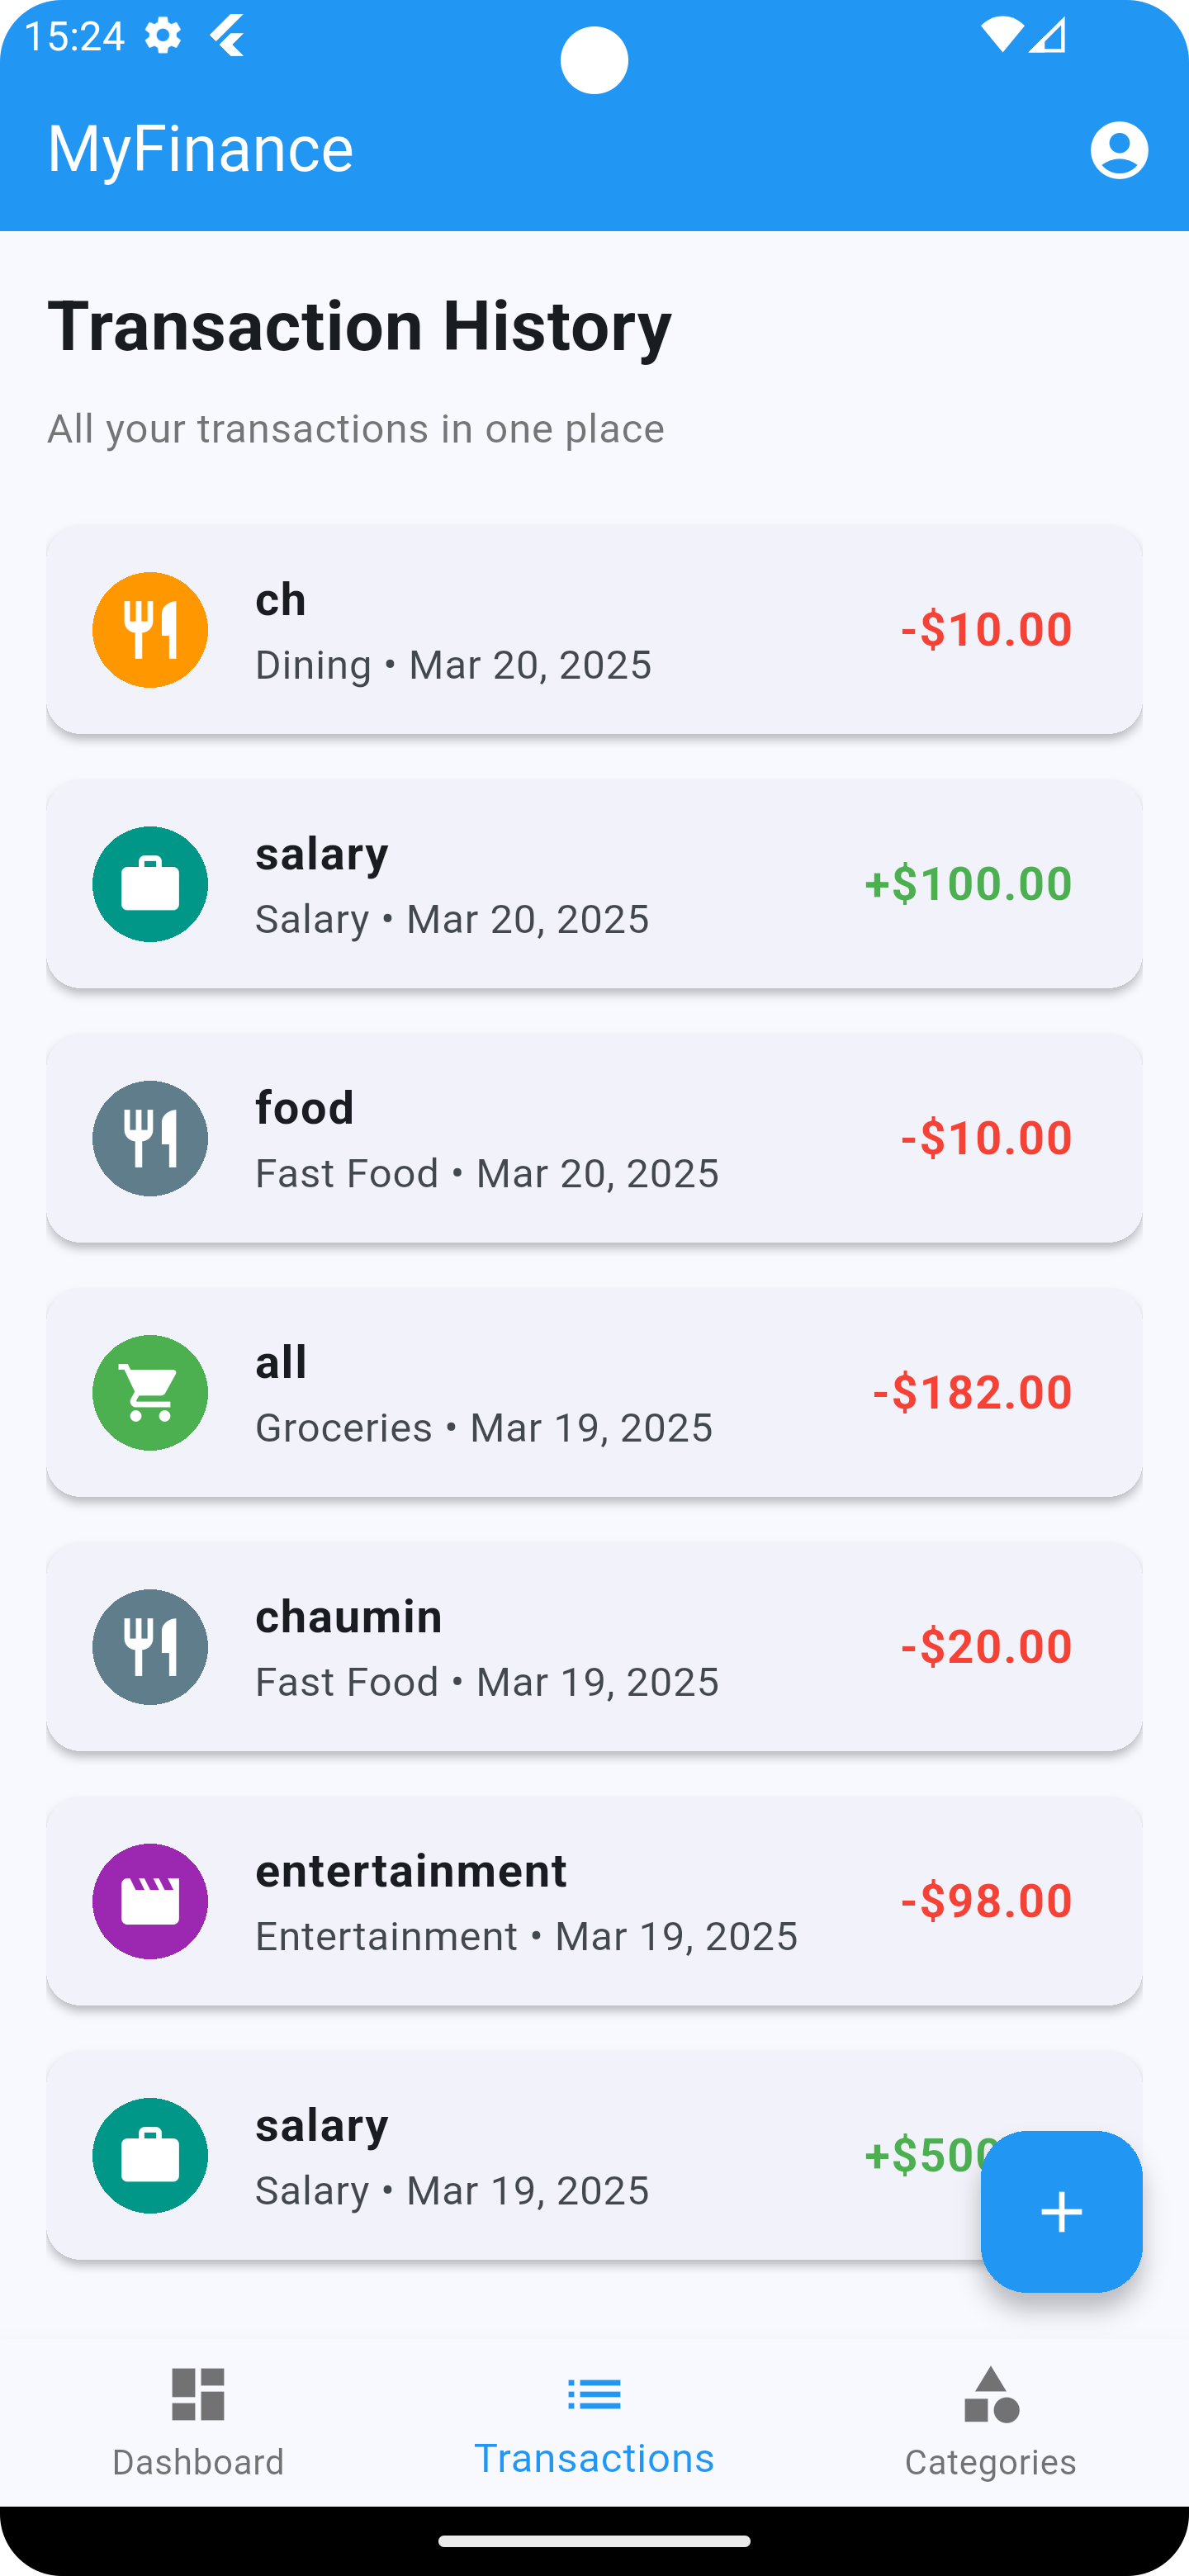 15:24
MyFinance
Transaction History
All your transactions in one place
ch
Dining • Mar 20, 2025
-$10.00
salary
Salary • Mar 20, 2025
+$100.00
food
Fast Food • Mar 20, 2025
-$10.00
all
Groceries • Mar 19, 2025
-$182.00
chaumin
Fast Food • Mar 19, 2025
-$20.00
entertainment
Entertainment • Mar 19, 2025
-$98.00
salary
Salary • Mar 19, 2025
Dashboard
Transactions
Categories